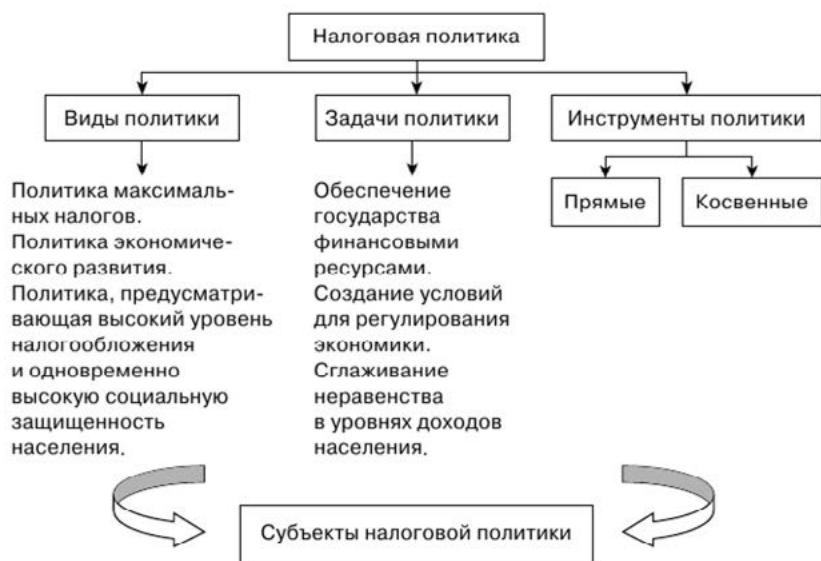 Налоговая политика
Виды политики
Задачи политики
Инструменты политики
Политика максималь-
ных налогов.
Политика экономиче-
ского развития.
Политика, предусматри-
вающая высокий уровень
налогообложения
и одновременно
высокую социальную
защищенность
населения.
Обеспечение
государства
финансовыми
ресурсами.
Создание условий
для регулирования
экономики.
Сглаживание
неравенства
в уровнях доходов
населения.
Прямые
Косвенные
Субъекты налоговой политики